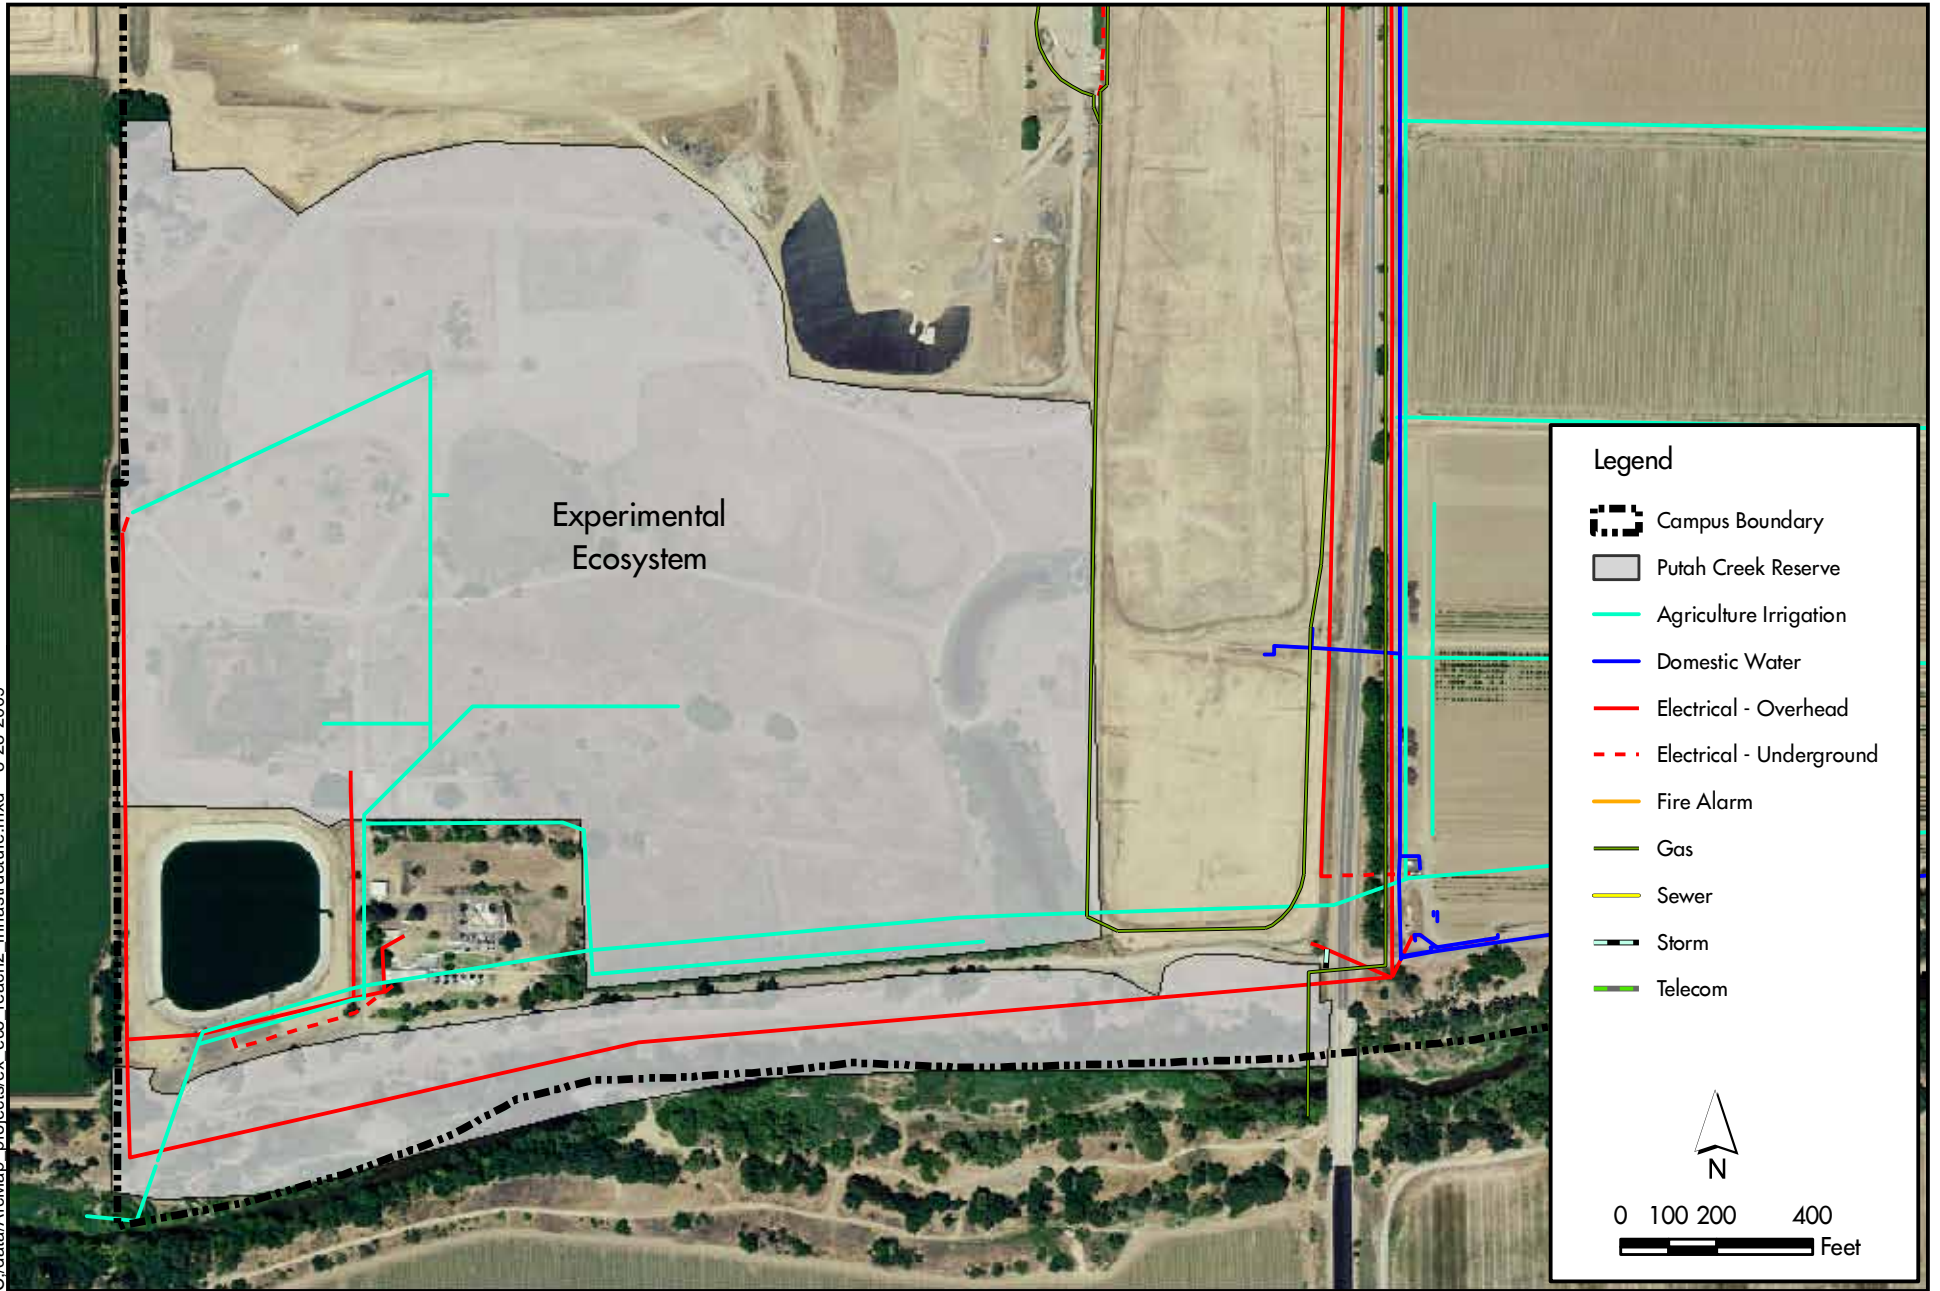 Experimental
Ecosystem
Legend
Campus Boundary
Putah Creek Reserve
Agriculture Irrigation
Domestic Water
Electrical - Overhead
Electrical - Underground
Fire Alarm
Gas
Sewer
Storm
Telecom
N
0 100 200 400
Feet